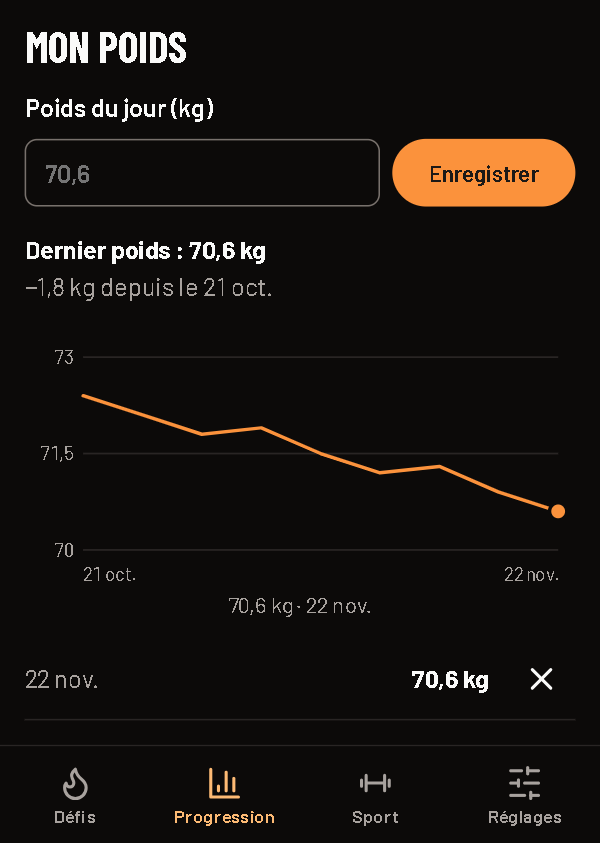 MON POIDS
Poids du jour (kg)
70,6
Enregistrer
Dernier poids : 70,6 kg
−1,8 kg depuis le 21 oct.
73
71,5
70
21 oct.
22 nov.
70,6 kg · 22 nov.
22 nov.
70,6 kg
Défis
Progression
Sport
Réglages